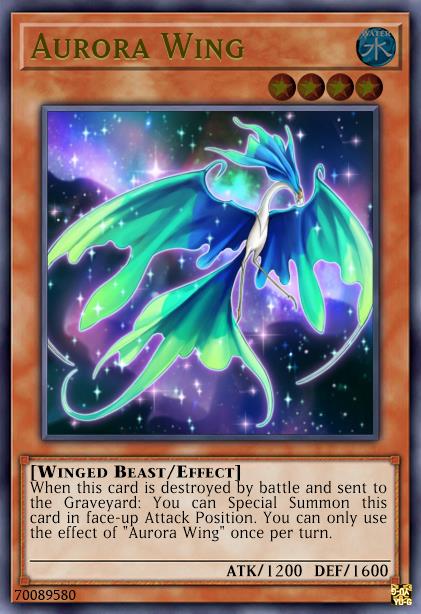 AURORA WING
WATER
水
[WINGED BEAST/EFFECT]
When this card is destroyed by battle and sent to
the Graveyard: You can Special Summon this
card in face-up Attack Position. You can only use
the effect of "Aurora Wing" once per turn.
ATK/1200 DEF/1600
70089580